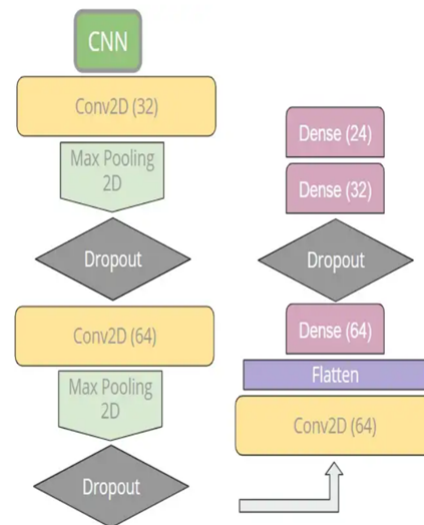 CNN
Conv2D (32)
Max Pooling
2D
Dropout
Conv2D (64)
Max Pooling
2D
Dropout
Dense (24)
Dense (32)
Dropout
Dense (64)
Flatten
Conv2D (64)